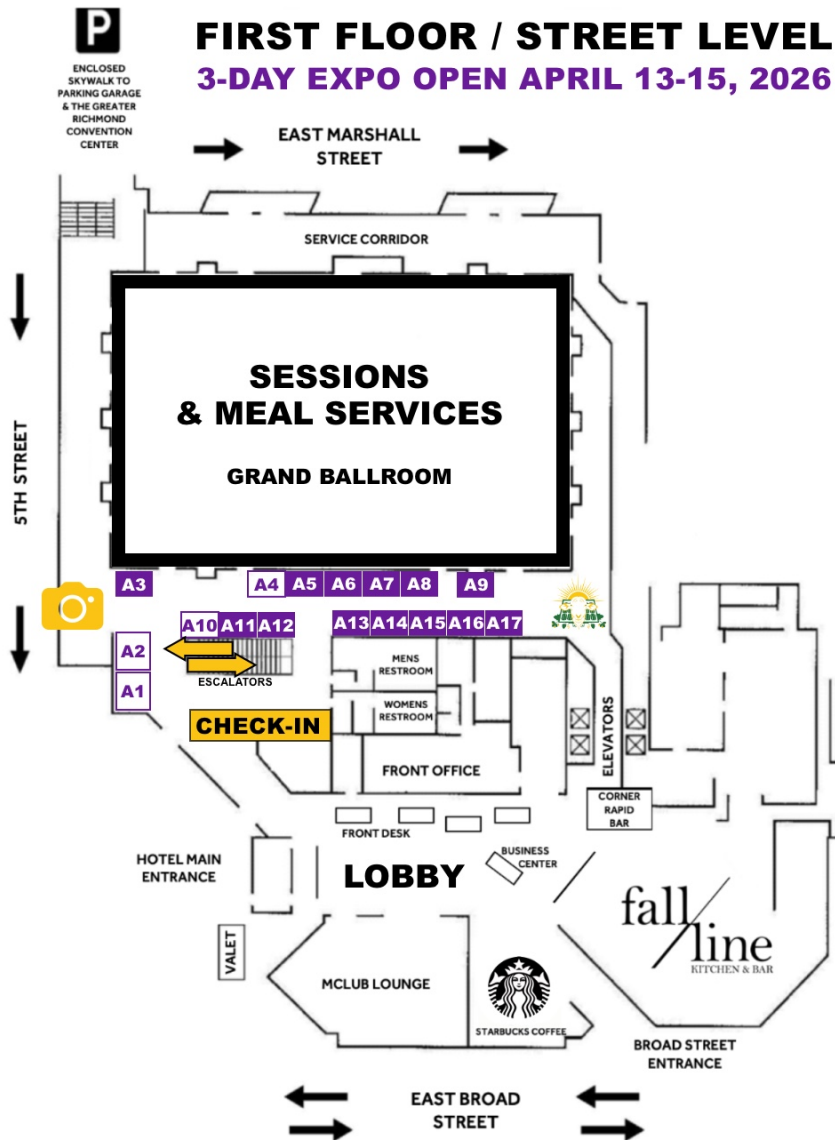 P
FIRST FLOOR / STREET LEVEL
3-DAY EXPO OPEN APRIL 13-15, 2026
ENCLOSED
SKYWALK TO
PARKING GARAGE
& THE GREATER
RICHMOND
CONVENTION
CENTER
EAST MARSHALL
STREET
SERVICE CORRIDOR
5TH STREET
SESSIONS
& MEAL SERVICES
GRAND BALLROOM
A3
A4
A5
A6
A7
A8
A9
A10
A11
A12
A13
A14
A15
A16
A17
A2
A1
ESCALATORS
MENS
RESTROOM
WOMENS
RESTROOM
CHECK-IN
FRONT OFFICE
ELEVATORS
CORNER
RAPID
BAR
FRONT DESK
BUSINESS
CENTER
HOTEL MAIN
ENTRANCE
LOBBY
VALET
MCLUB LOUNGE
STARBUCKS COFFEE
fall/line
KITCHEN & BAR
BROAD STREET
ENTRANCE
EAST BROAD
STREET